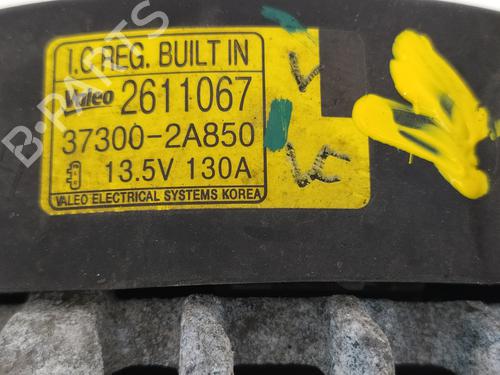 I.C REG. BUILT IN
Valeo 2611067
37300-2A850
13.5V 130A
VALEO ELECTRICAL SYSTEMS KOREA
B-PARTS